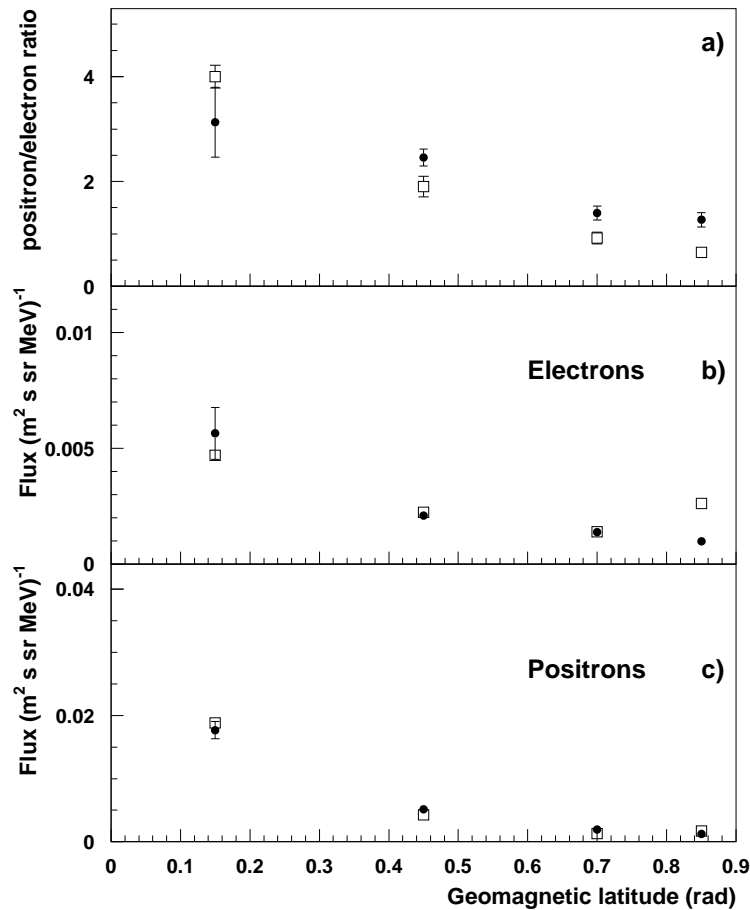 positron/electron ratio
4
2
0
a)
Flux (m² s sr MeV)⁻¹
0.01
0.005
0
Electrons b)
Flux (m² s sr MeV)⁻¹
0.04
0.02
0
Positrons c)
0 0.1 0.2 0.3 0.4 0.5 0.6 0.7 0.8 0.9
Geomagnetic latitude (rad)